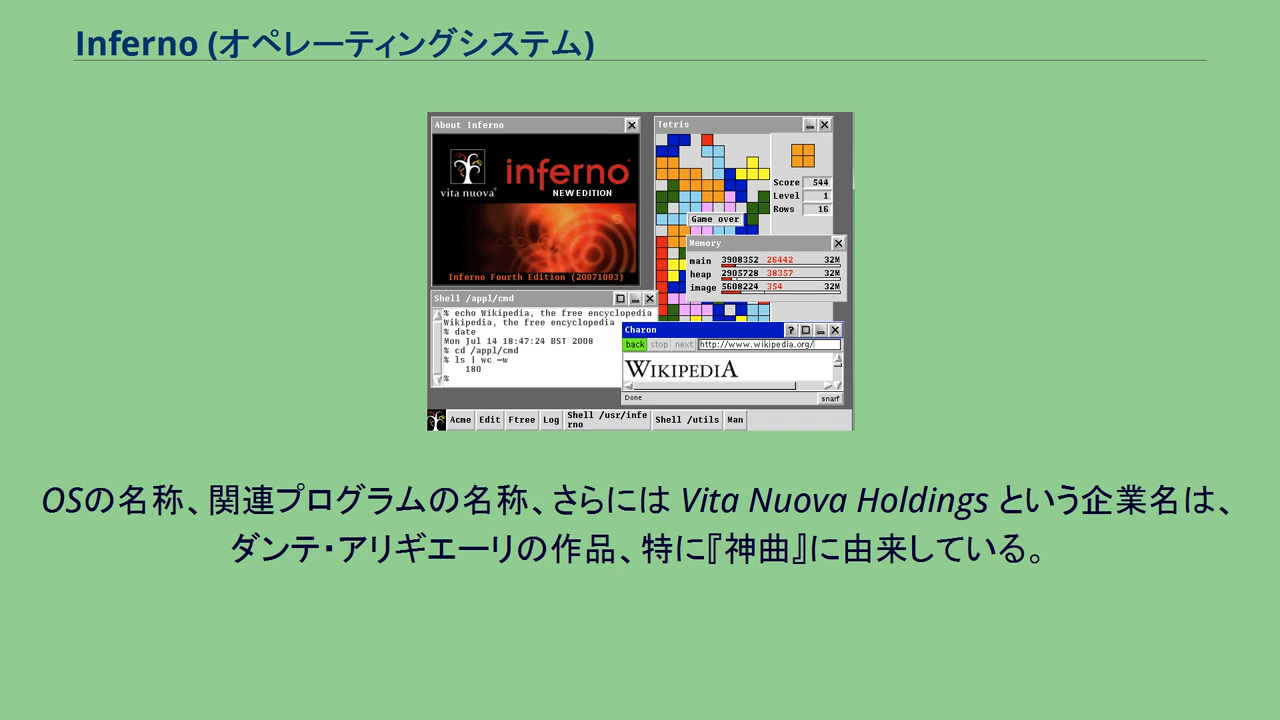 Inferno (オペレーティングシステム)
About Inferno
vita nuova
inferno
NEW EDITION
Inferno Fourth Edition (20071003)
Tetris
Score 544
Level 1
Rows 16
Game over
Memory
main 3908352 26442 32M
heap 2905728 38357 32M
image 5608224 354 32M
Shell /appl/cmd
% echo Wikipedia, the free encyclopedia
Wikipedia, the free encyclopedia
% date
Mon Jul 14 18:47:24 BST 2008
% cd /appl/cmd
% ls | wc -w
180
%
Charon
back stop next http://www.wikipedia.org/
WIKIPEDIA
Done
snarf
Acme Edit Ftree Log Shell /usr/infe
rno Shell /utils Man
OSの名称、関連プログラムの名称、さらには Vita Nuova Holdings という企業名は、
ダンテ・アリギエーリの作品、特に『神曲』に由来している。